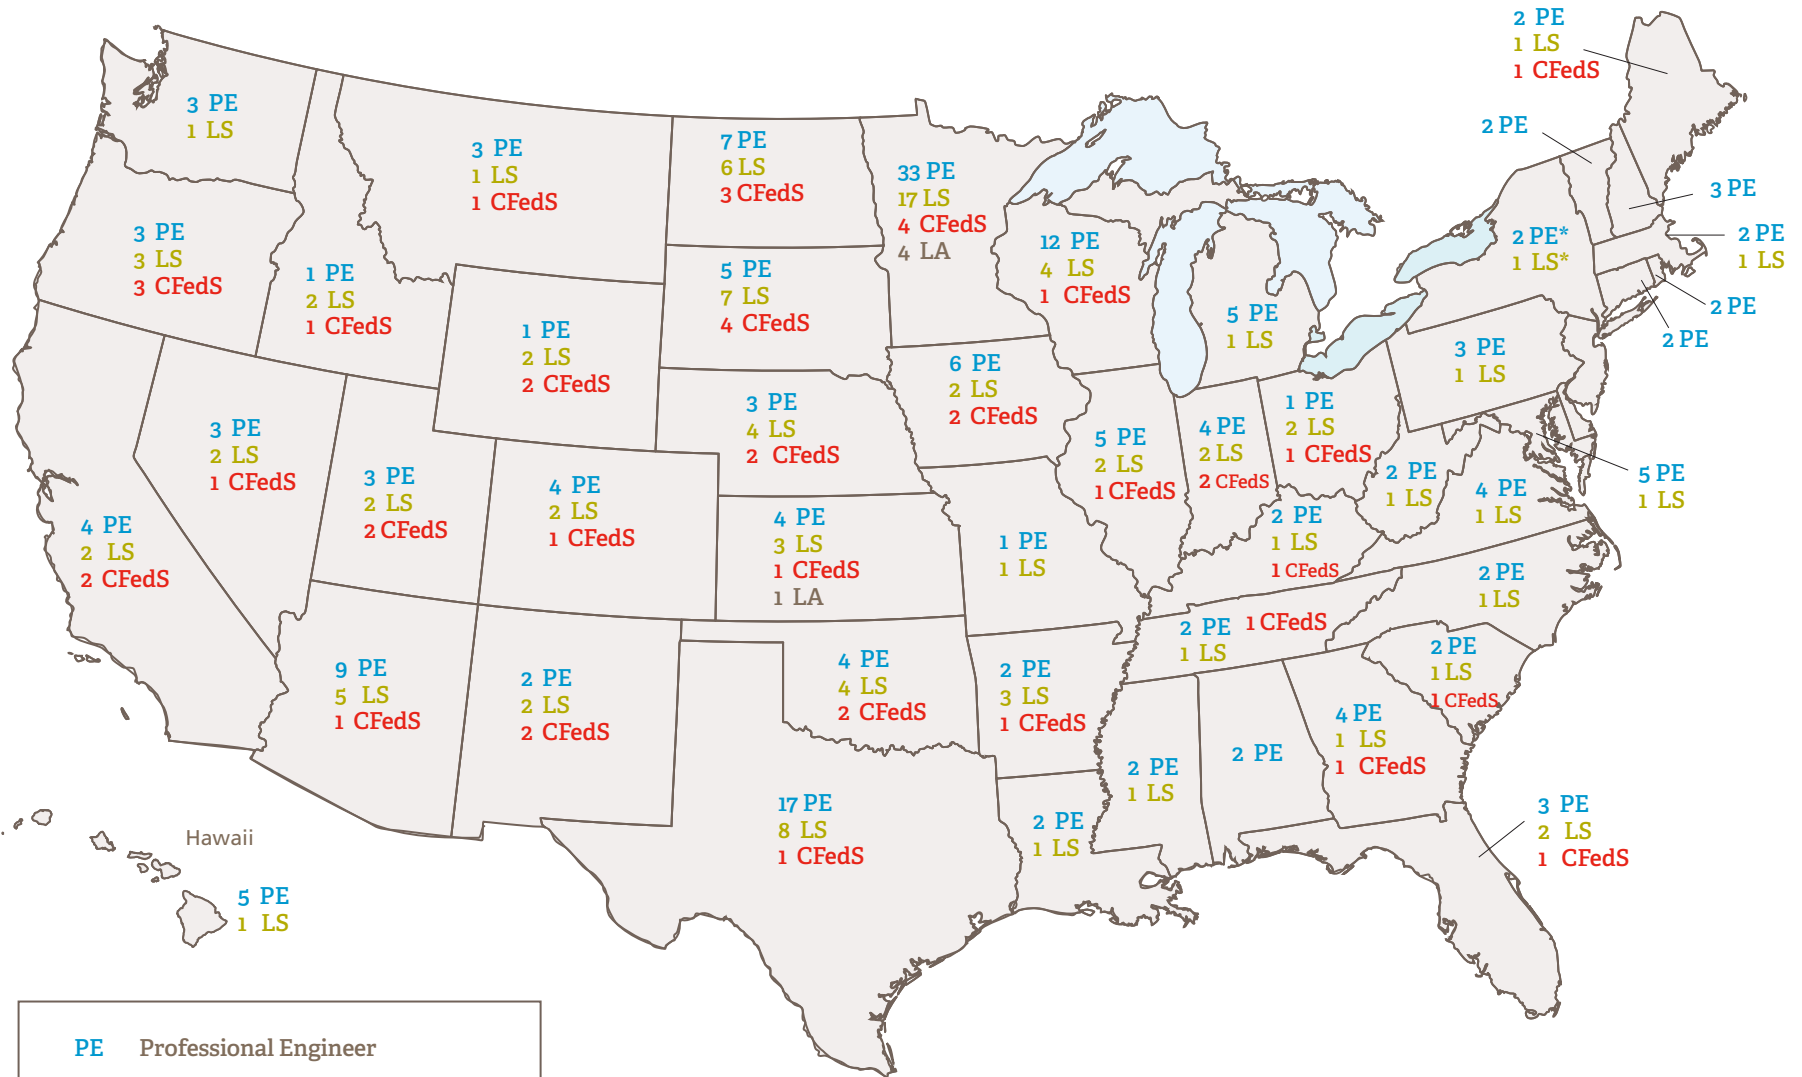 2 PE
1 LS
1 CFedS
3 PE
1 LS
2 PE
3 PE
1 LS
1 CFedS
7 PE
6 LS
3 CFedS
33 PE
17 LS
4 CFedS
4 LA
3 PE
3 PE
3 LS
3 CFedS
12 PE
4 LS
1 CFedS
2 PE*
1 LS*
2 PE
1 LS
1 PE
2 LS
1 CFedS
5 PE
7 LS
4 CFedS
5 PE
1 LS
2 PE
2 PE
1 PE
2 LS
2 CFedS
6 PE
2 LS
2 CFedS
3 PE
1 LS
3 PE
2 LS
1 CFedS
3 PE
4 LS
2 CFedS
5 PE
2 LS
1 CFedS
4 PE
2 LS
2 CFedS
1 PE
2 LS
1 CFedS
2 PE
1 LS
4 PE
1 LS
5 PE
1 LS
4 PE
2 LS
2 CFedS
3 PE
2 LS
2 CFedS
4 PE
2 LS
1 CFedS
4 PE
3 LS
1 CFedS
1 LA
1 PE
1 LS
2 PE
1 LS
1 CFedS
2 PE
1 LS
9 PE
5 LS
1 CFedS
2 PE
2 LS
2 CFedS
4 PE
4 LS
2 CFedS
2 PE
3 LS
1 CFedS
2 PE
1 LS
1 CFedS
2 PE
1 LS
1 CFedS
17 PE
8 LS
1 CFedS
2 PE
1 LS
2 PE
1 LS
2 PE
4 PE
1 LS
1 CFedS
3 PE
2 LS
1 CFedS
Hawaii
5 PE
1 LS
PE Professional Engineer